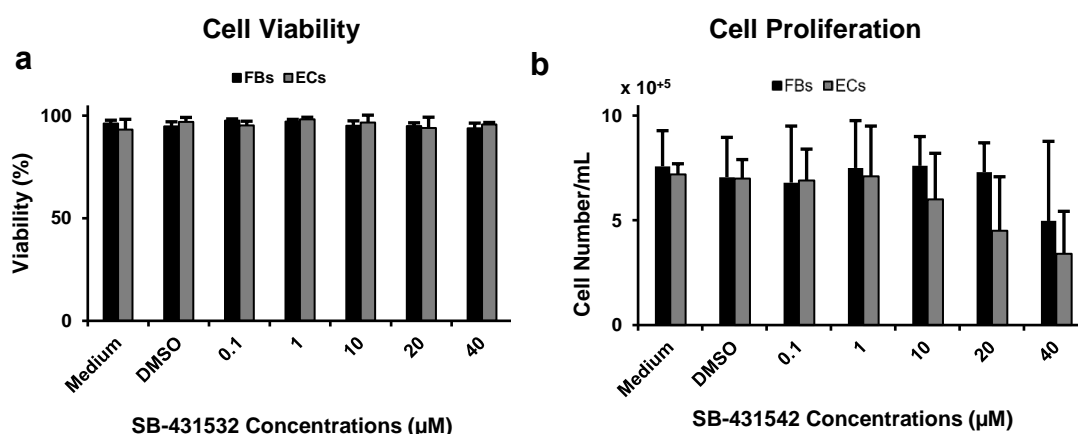 Cell Viability
a
FBs ECs
Viability (%)
100
50
0
Medium DMSO 0.1 1 10 20 40
SB-431532 Concentrations (μM)
Cell Proliferation
b
x 10+5
FBs ECs
Cell Number/mL
10
5
0
Medium DMSO 0.1 1 10 20 40
SB-431542 Concentrations (μM)